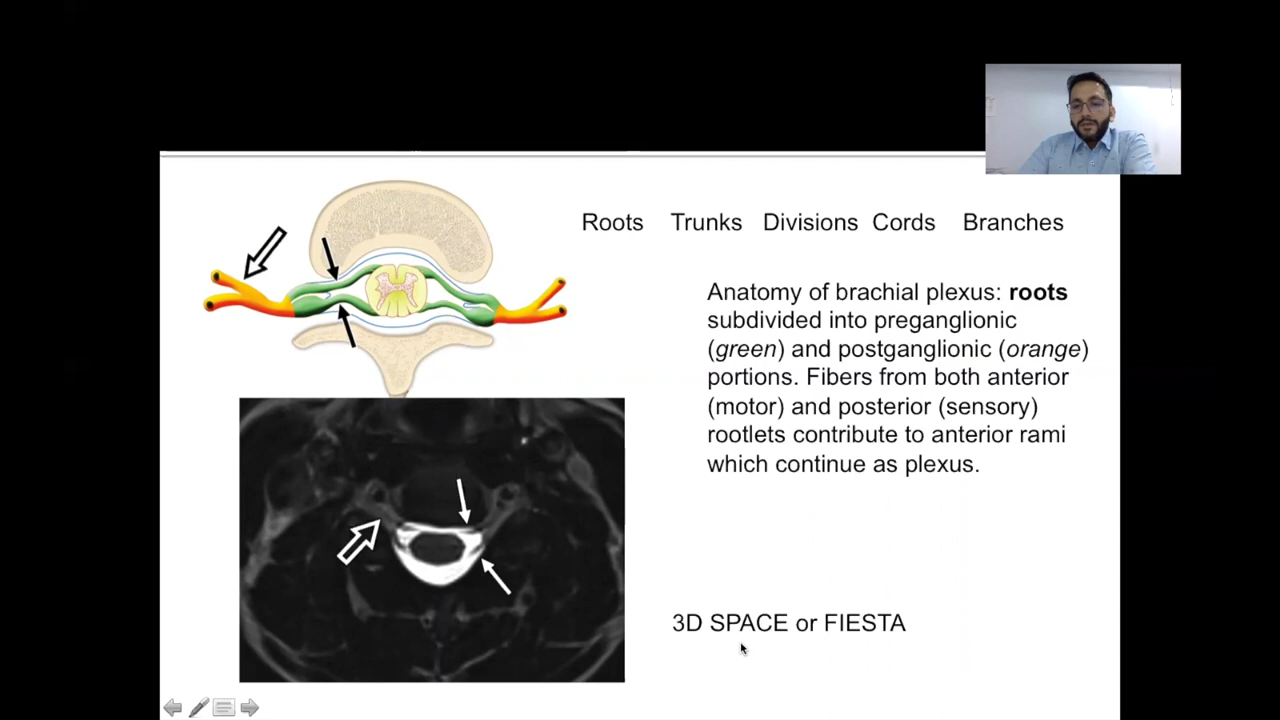 Roots Trunks Divisions Cords Branches
Anatomy of brachial plexus: roots
subdivided into preganglionic
(green) and postganglionic (orange)
portions. Fibers from both anterior
(motor) and posterior (sensory)
rootlets contribute to anterior rami
which continue as plexus.
3D SPACE or FIESTA